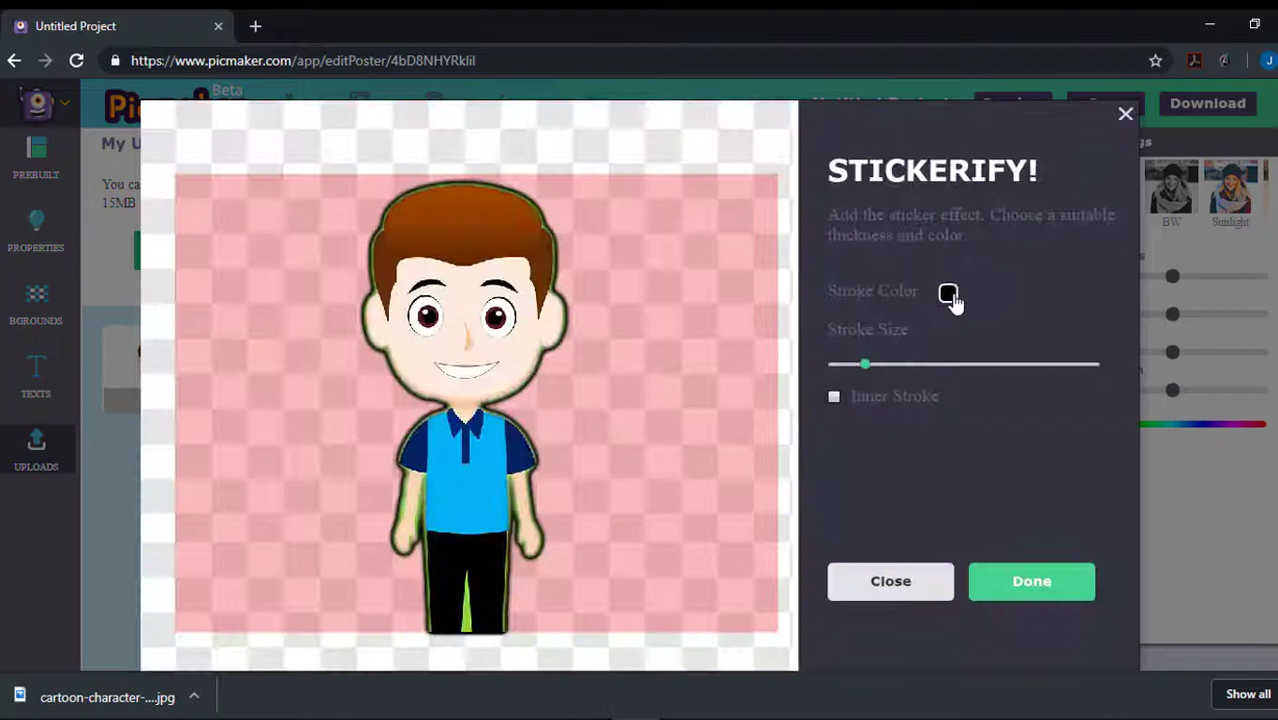 Untitled Project
https://www.picmaker.com/app/editPoster/4bD8NHYRklil
Beta
Download
PREBUILT
PROPERTIES
BGROUNDS
TEXTS
UPLOADS
My U
You ca
15MB
STICKERIFY!
Add the sticker effect. Choose a suitable
thickness and color.
Stroke Color
Stroke Size
Inner Stroke
Close
Done
BW
Sunlight
cartoon-character-....jpg
Show all